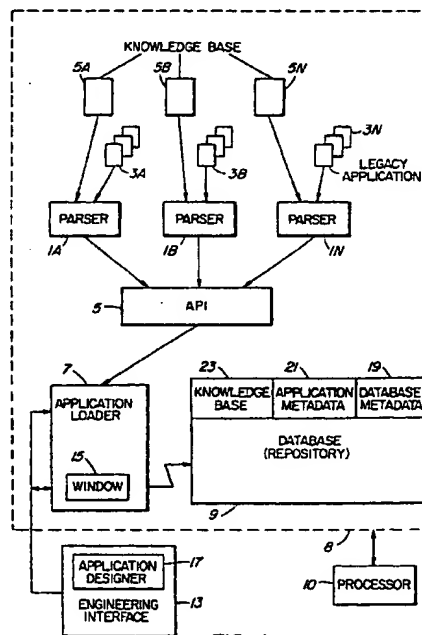 KNOWLEDGE BASE
5A
5B
5N
3A
3B
3N
LEGACY
APPLICATION
PARSER
PARSER
PARSER
1A
1B
1N
API
5
7
23
21
19
APPLICATION
LOADER
15
WINDOW
KNOWLEDGE
BASE
APPLICATION
METADATA
DATABASE
METADATA
DATABASE
(REPOSITORY)
9
8
APPLICATION
DESIGNER
17
ENGINEERING
INTERFACE
13
10
PROCESSOR